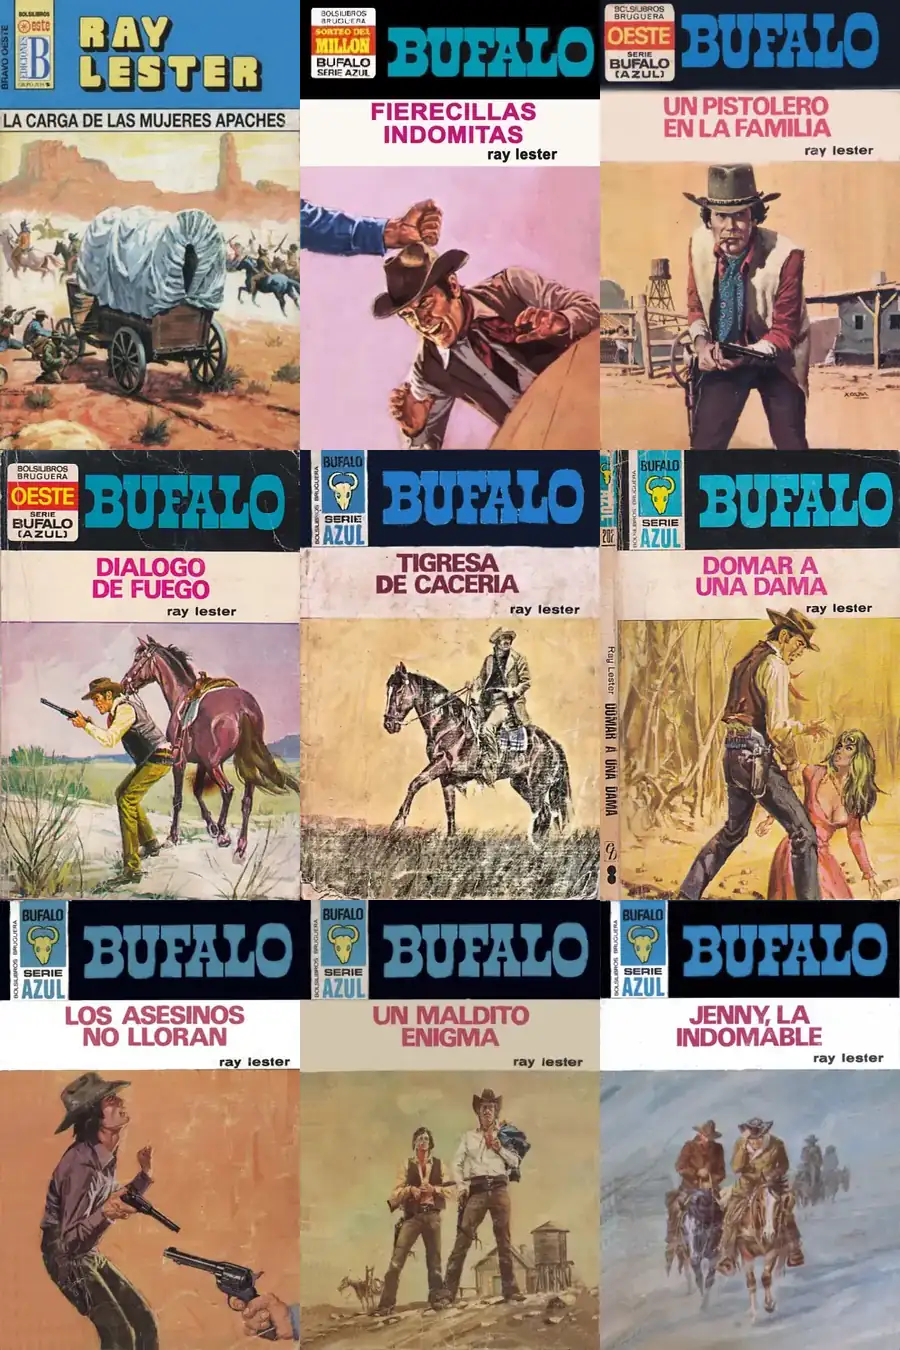 BRAVO OESTE
BOLSILIBROS
Oeste
EDICIONES
B
GRUPO ZETA
RAY
LESTER
LA CARGA DE LAS MUJERES APACHES
BOLSILIBROS
BRUGUERA
SORTEO DEL
MILLON
BUFALO
SERIE AZUL
BUFALO
FIERECILLAS
INDOMITAS
ray lester
BOLSILIBROS
BRUGUERA
OESTE
SERIE
BUFALO
(AZUL)
BUFALO
UN PISTOLERO
EN LA FAMILIA
ray lester
BOLSILIBROS
BRUGUERA
OESTE
SERIE
BUFALO
(AZUL)
BUFALO
DIALOGO
DE FUEGO
ray lester
BOLSILIBROS BRUGUERA
BUFALO
SERIE
AZUL
BUFALO
TIGRESA
DE CACERIA
ray lester
Ray Lester
DOMAR A UNA DAMA
BOLSILIBROS BRUGUERA
BUFALO
SERIE
AZUL
BUFALO
DOMAR A
UNA DAMA
ray lester
BOLSILIBROS BRUGUERA
BUFALO
SERIE
AZUL
BUFALO
LOS ASESINOS
NO LLORAN
ray lester
BOLSILIBROS BRUGUERA
BUFALO
SERIE
AZUL
BUFALO
UN MALDITO
ENIGMA
ray lester
BOLSILIBROS BRUGUERA
BUFALO
SERIE
AZUL
BUFALO
JENNY, LA
INDOMABLE
ray lester